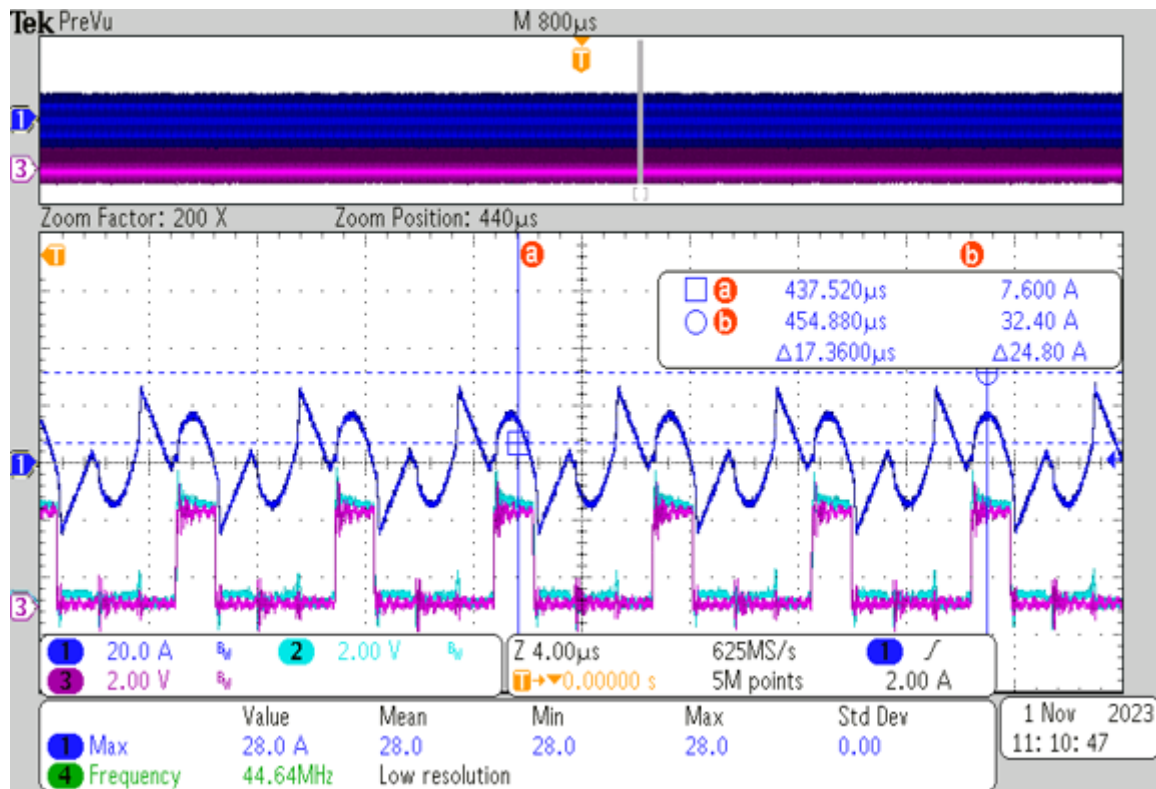 Tek PreVu M 800µs
T
1
3
Zoom Factor: 200 X Zoom Position: 440µs
T a b
a 437.520µs 7.600 A
b 454.880µs 32.40 A
Δ17.3600µs Δ24.80 A
1
3
1 20.0 A BW 2 2.00 V BW
3 2.00 V BW
Z 4.00µs 625MS/s 1
T→▼0.00000 s 5M points 2.00 A
Value Mean Min Max Std Dev
1 Max 28.0 A 28.0 28.0 28.0 0.00
4 Frequency 44.64MHz Low resolution
1 Nov 2023
11:10:47